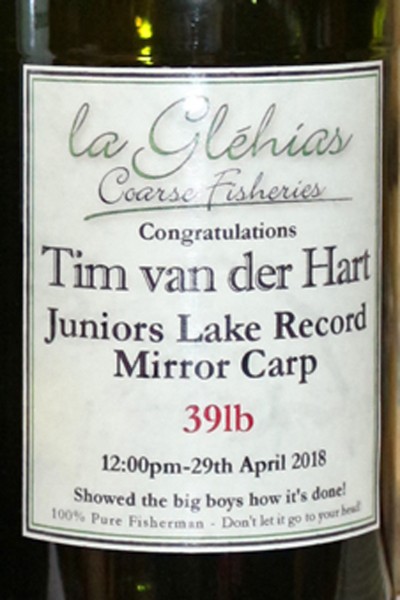 la Gléhias
Coarse Fisheries
Congratulations
Tim van der Hart
Juniors Lake Record
Mirror Carp
39lb
12:00pm-29th April 2018
Showed the big boys how it's done!
100% Pure Fisherman - Don't let it go to your head!